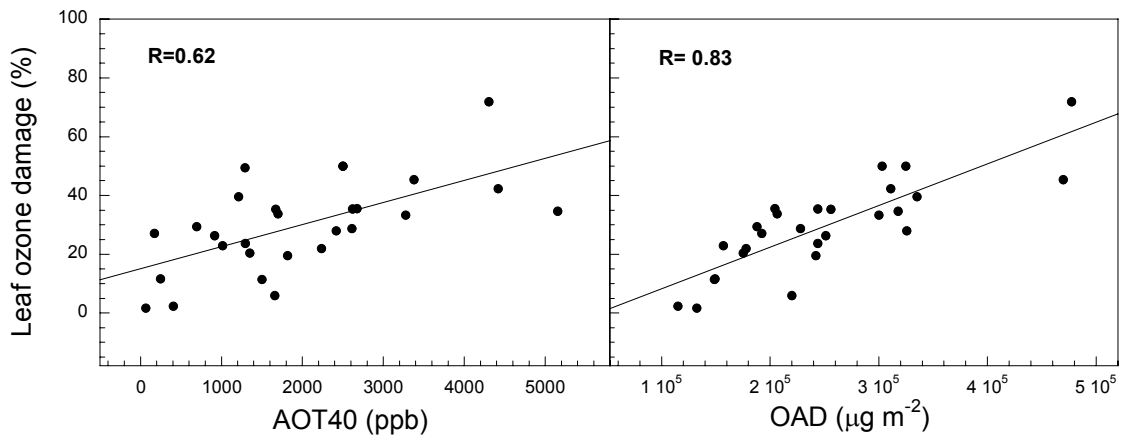 100
80
60
40
20
0
Leaf ozone damage (%)
R=0.62
R= 0.83
0 1000 2000 3000 4000 5000
1 10⁵ 2 10⁵ 3 10⁵ 4 10⁵ 5 10⁵
AOT40 (ppb)
OAD (μg m⁻²)